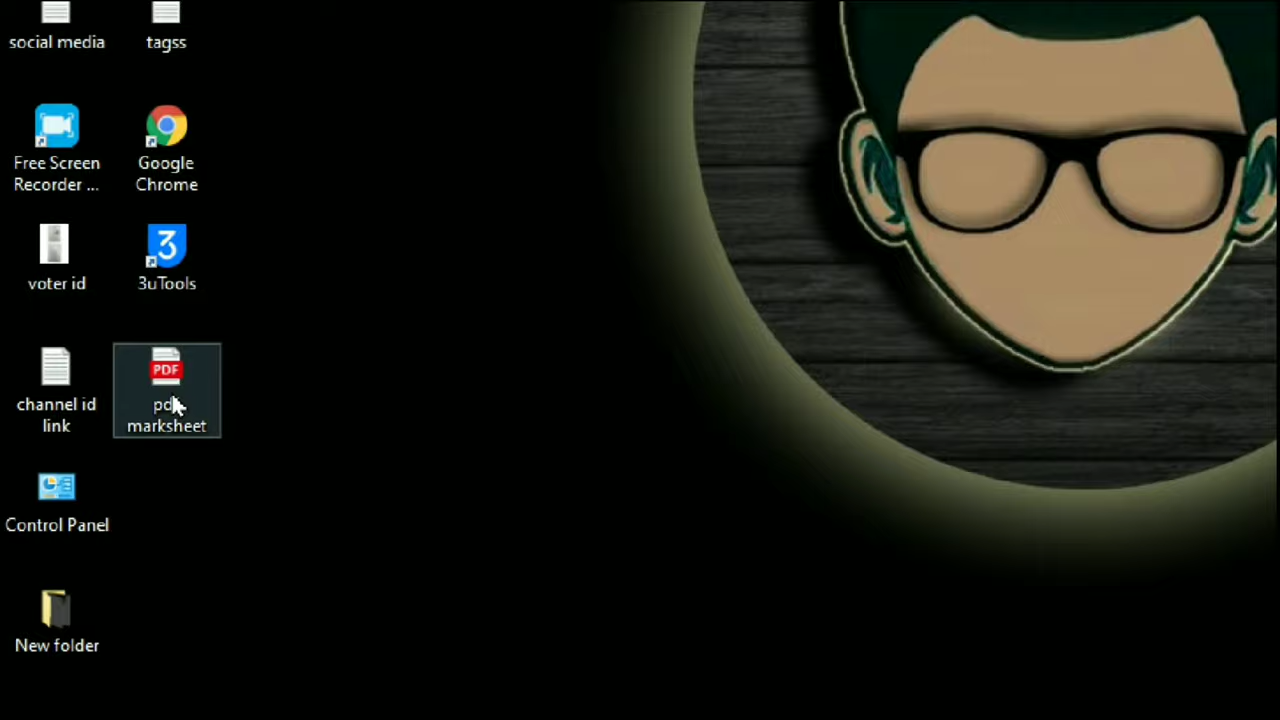 social media
tagss
Free Screen
Recorder ...
Google
Chrome
voter id
3
3uTools
channel id
link
PDF
marksheet
Control Panel
New folder